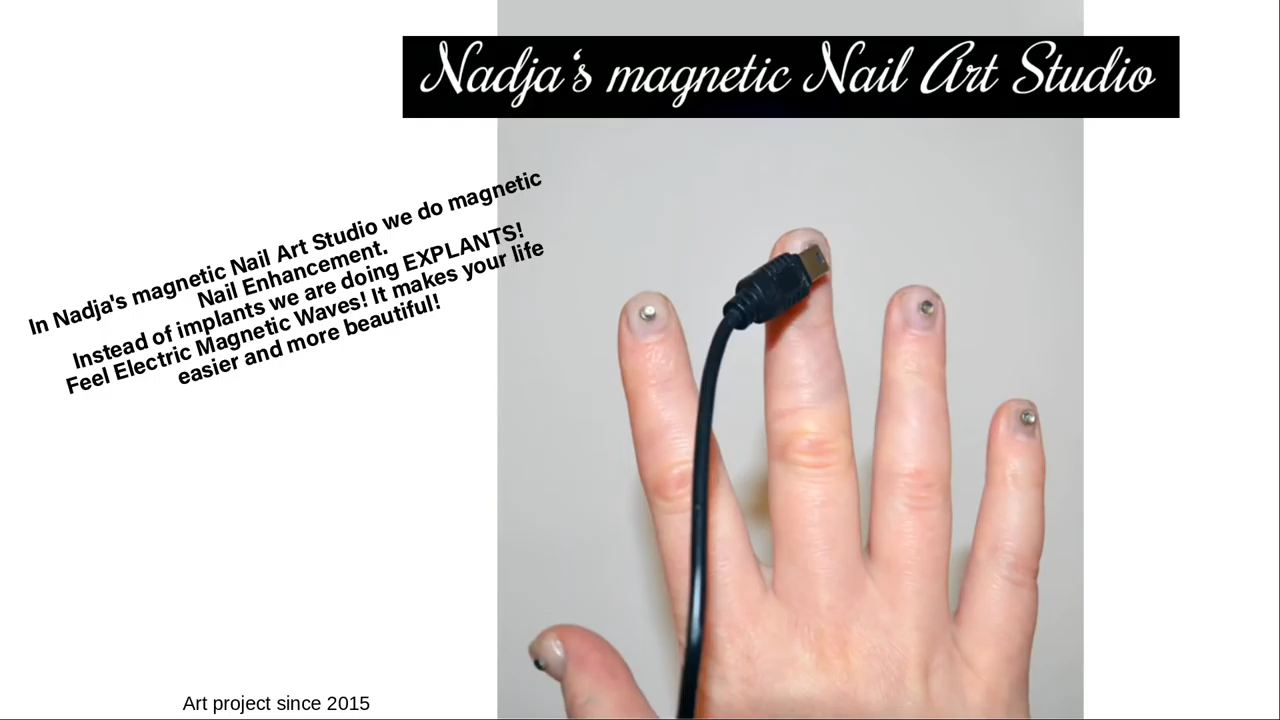 Nadja‘s magnetic Nail Art Studio
In Nadja's magnetic Nail Art Studio we do magnetic
Nail Enhancement.
Instead of implants we are doing EXPLANTS!
Feel Electric Magnetic Waves! It makes your life
easier and more beautiful!
Art project since 2015